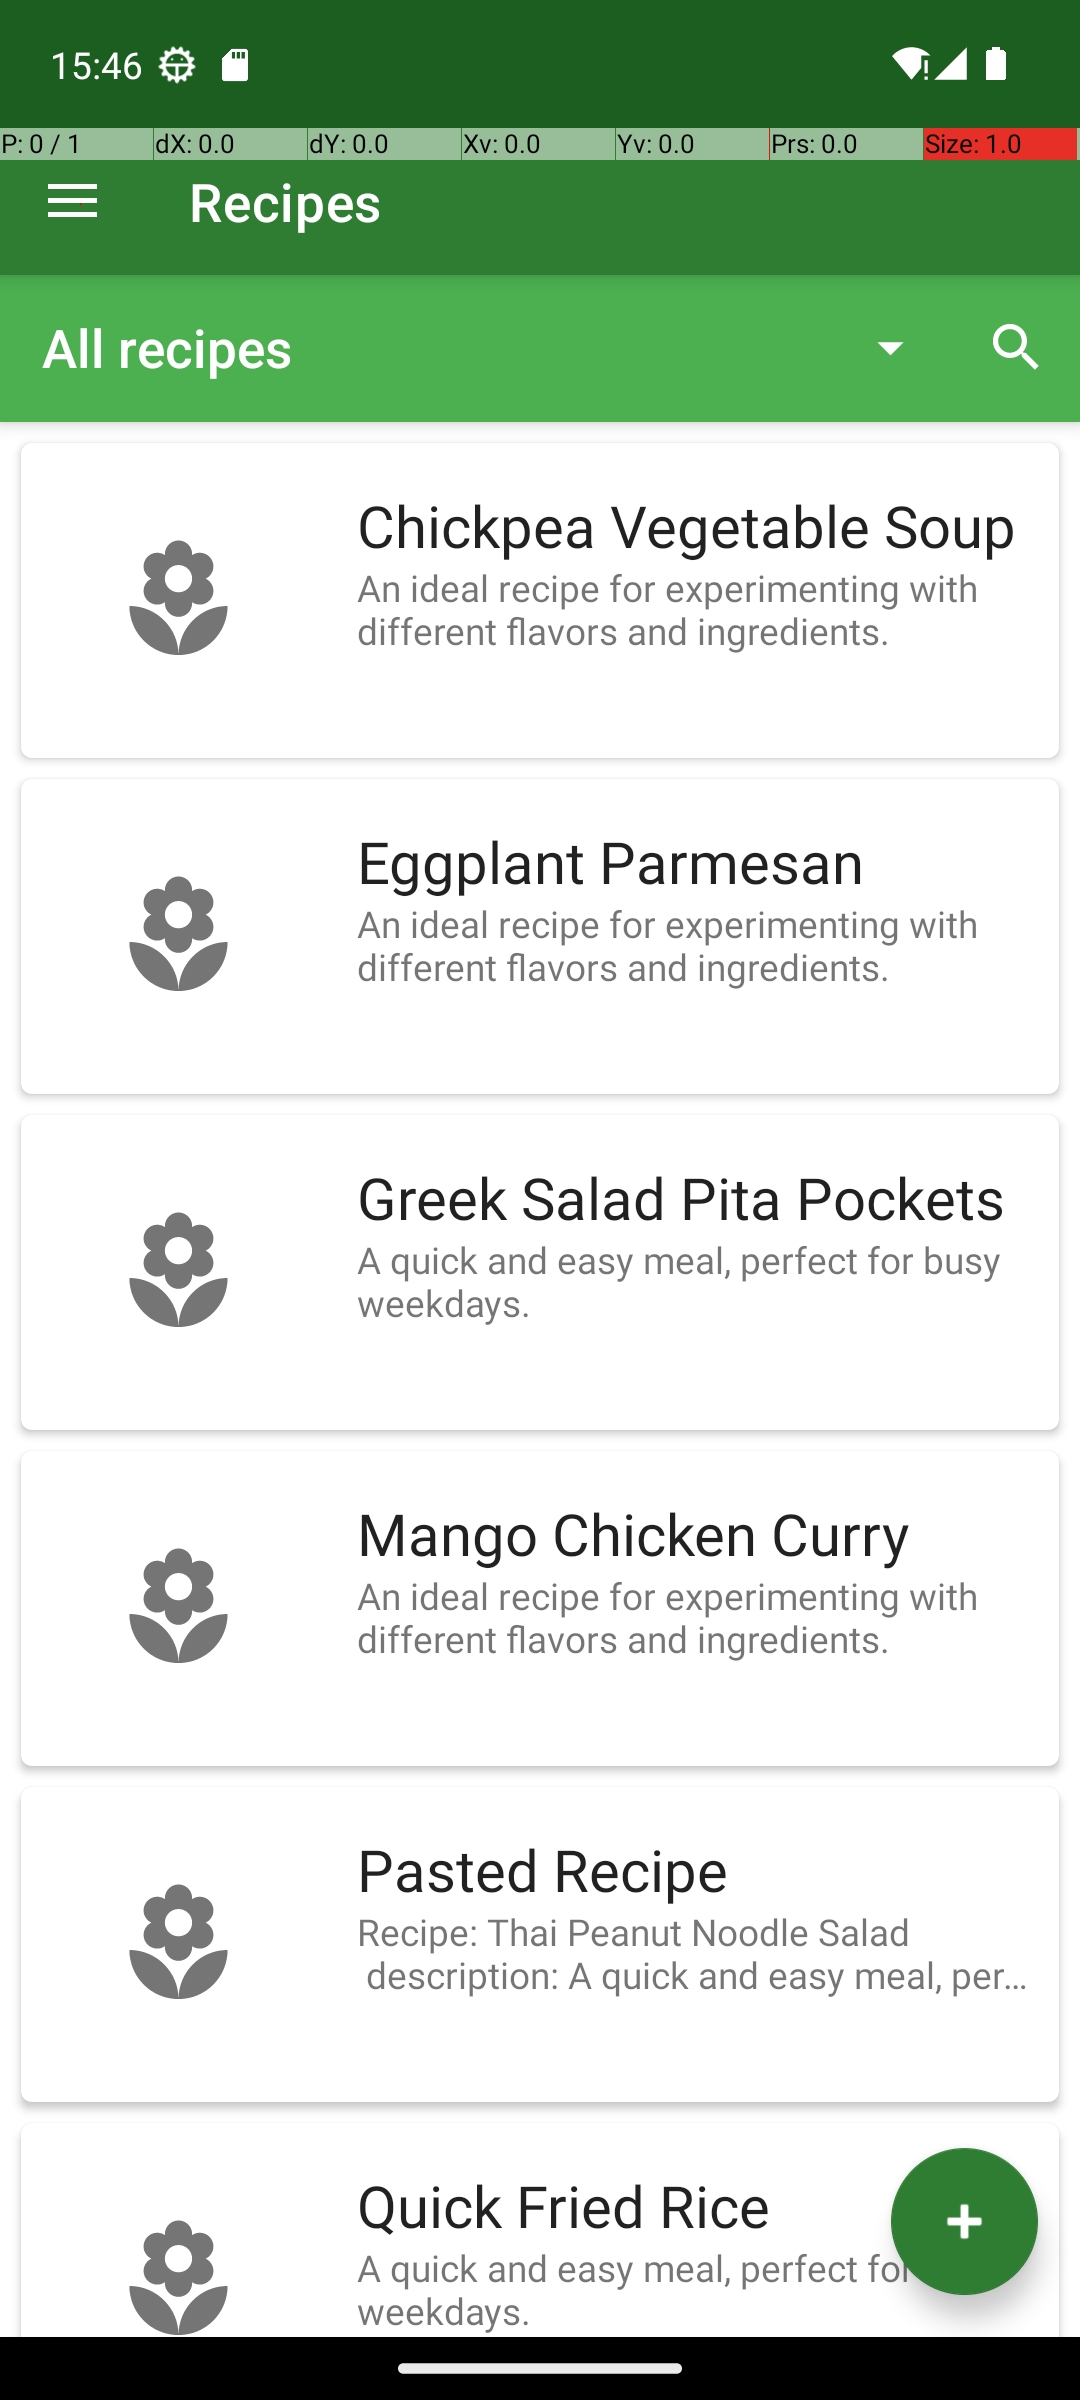 15:46
P: 0 / 1
dX: 0.0
dY: 0.0
Xv: 0.0
Yv: 0.0
Prs: 0.0
Size: 1.0
Recipes
All recipes
Chickpea Vegetable Soup
An ideal recipe for experimenting with
different flavors and ingredients.
Eggplant Parmesan
An ideal recipe for experimenting with
different flavors and ingredients.
Greek Salad Pita Pockets
A quick and easy meal, perfect for busy
weekdays.
Mango Chicken Curry
An ideal recipe for experimenting with
different flavors and ingredients.
Pasted Recipe
Recipe: Thai Peanut Noodle Salad
description: A quick and easy meal, per…
Quick Fried Rice
A quick and easy meal, perfect for
weekdays.